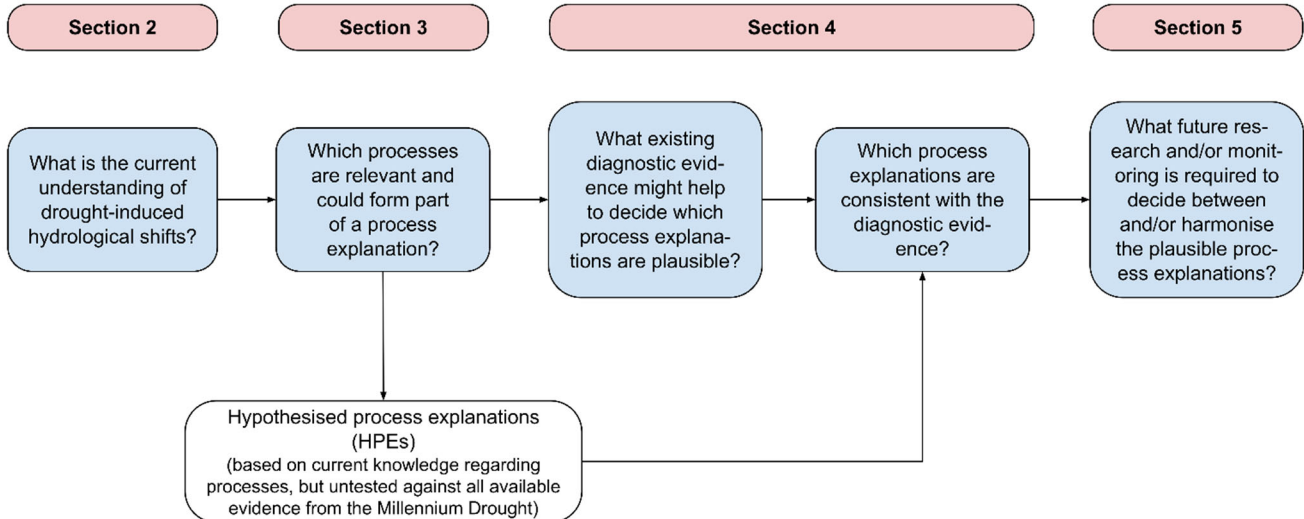 Section 2
Section 3
Section 4
Section 5
What is the current
understanding of
drought-induced
hydrological shifts?
Which processes
are relevant and
could form part
of a process
explanation?
What existing
diagnostic evid-
ence might help
to decide which
process explana-
tions are plausible?
Which process
explanations are
consistent with the
diagnostic evid-
ence?
What future res-
earch and/or monit-
oring is required to
decide between
and/or harmonise
the plausible proc-
ess explanations?
Hypothesised process explanations
(HPEs)
(based on current knowledge regarding
processes, but untested against all available
evidence from the Millennium Drought)